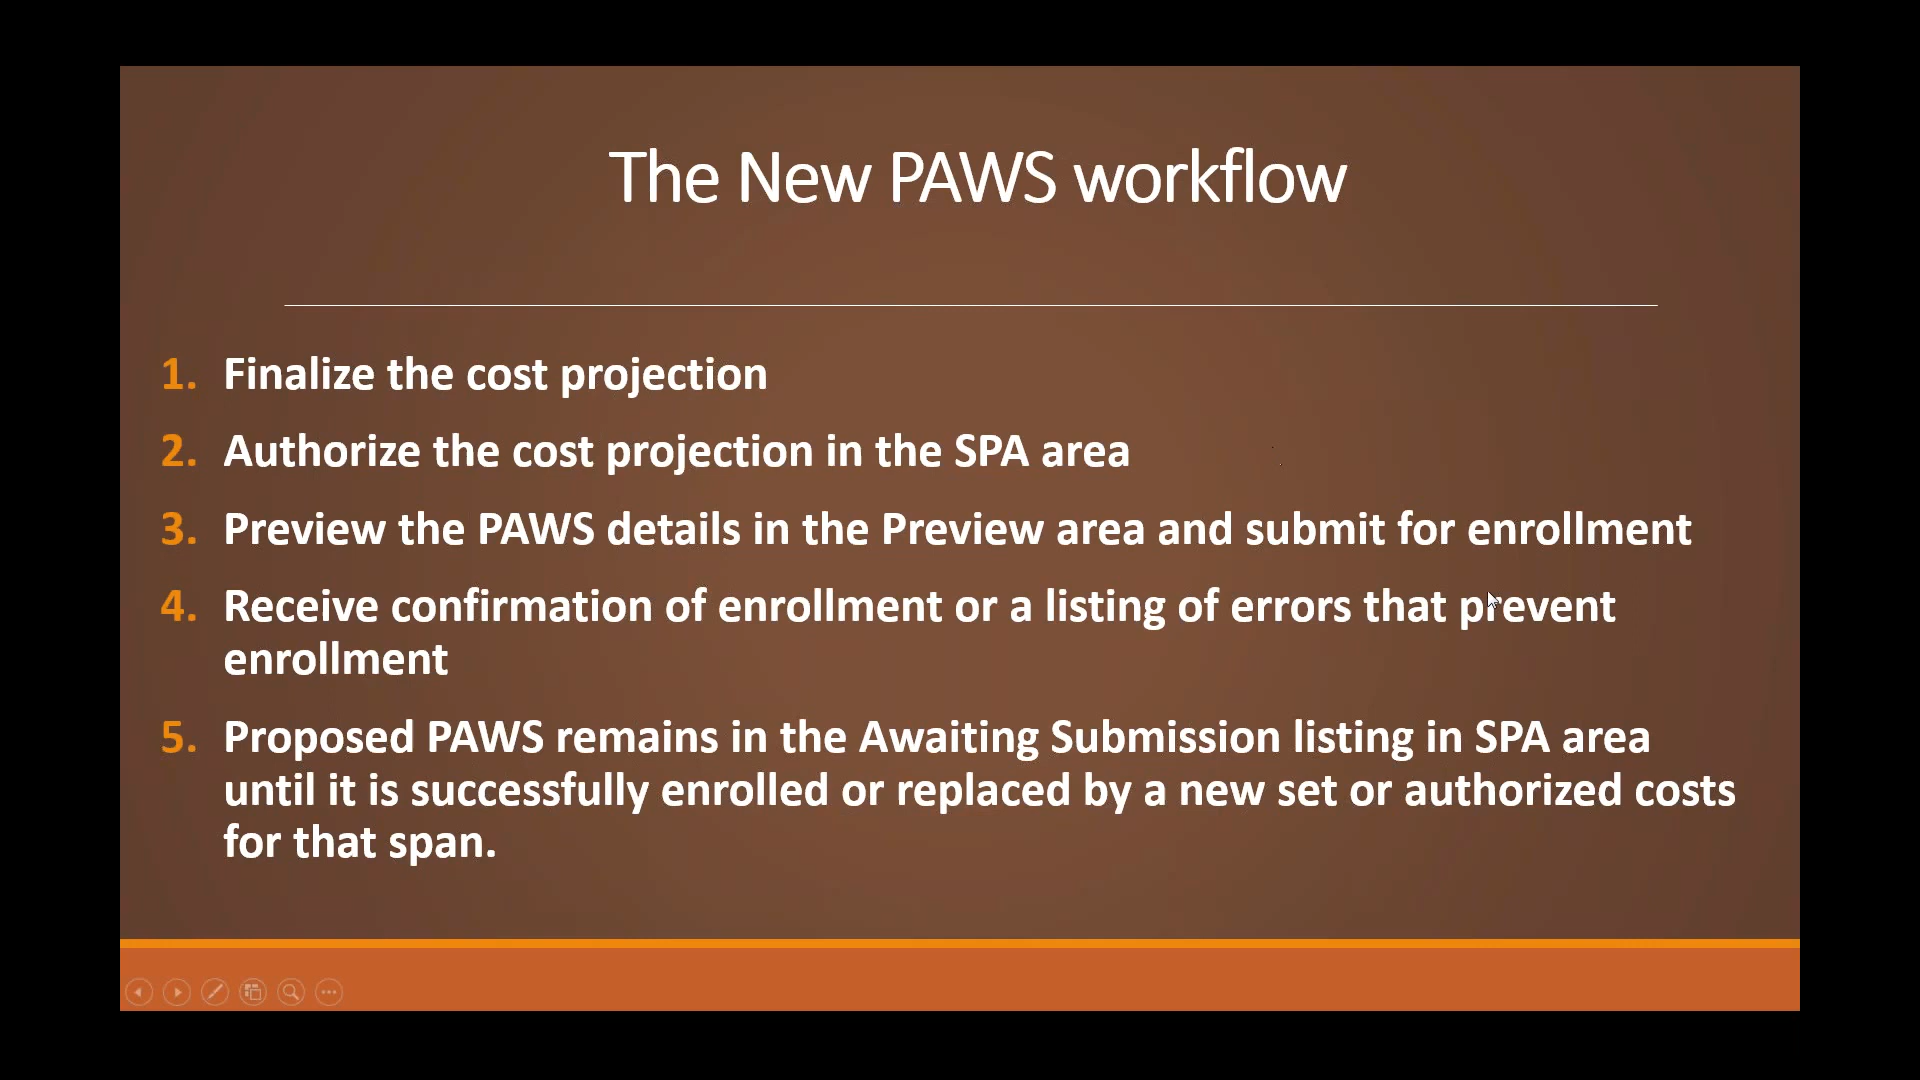 The New PAWS workflow
1. Finalize the cost projection
2. Authorize the cost projection in the SPA area
3. Preview the PAWS details in the Preview area and submit for enrollment
4. Receive confirmation of enrollment or a listing of errors that prevent
enrollment
5. Proposed PAWS remains in the Awaiting Submission listing in SPA area
until it is successfully enrolled or replaced by a new set or authorized costs
for that span.